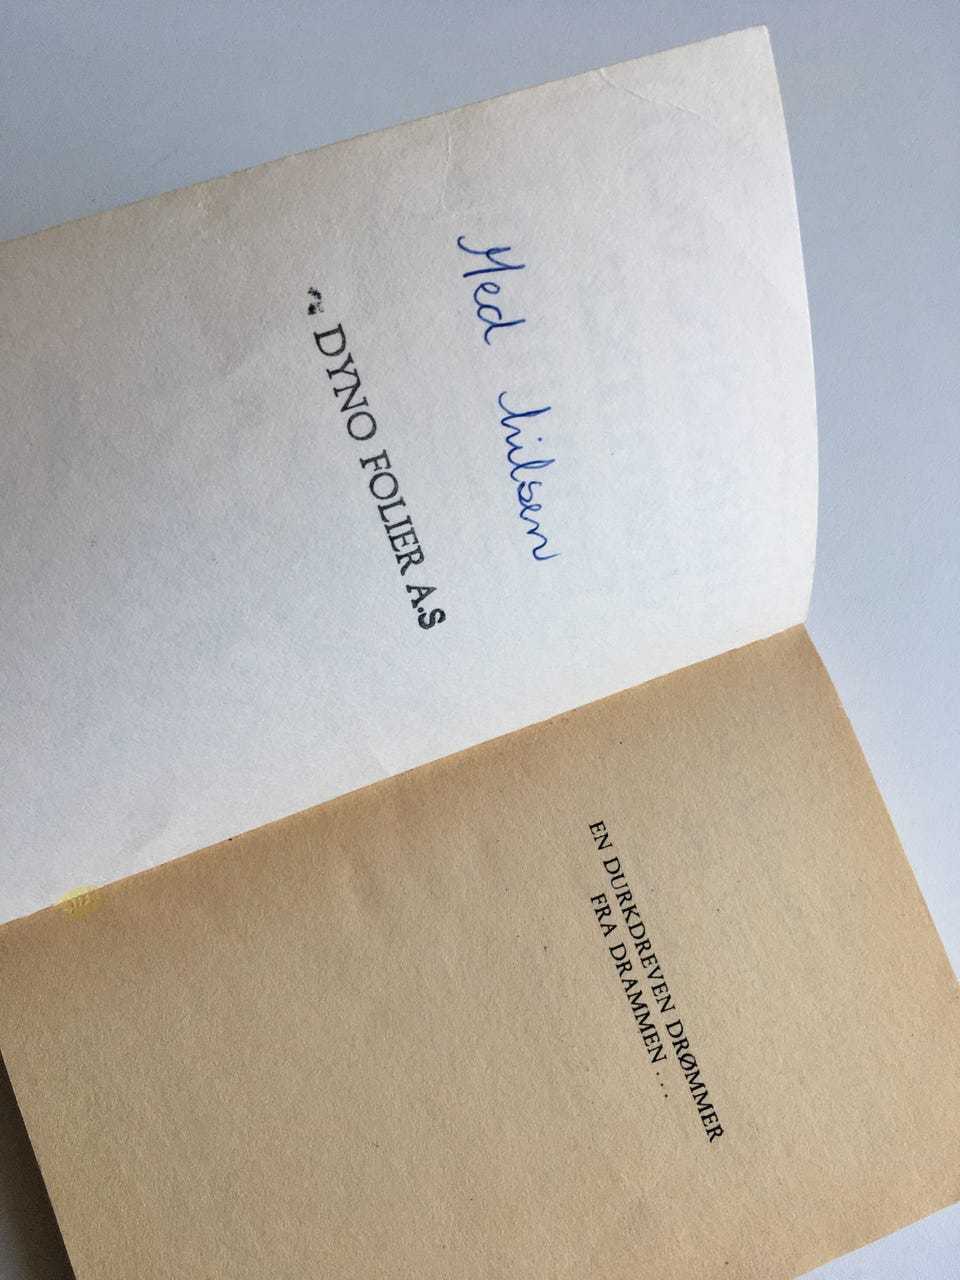 Med hilsen
DYNO FOLIER A.S
EN DURKDREVEN DRØMMER
FRA DRAMMEN . . .